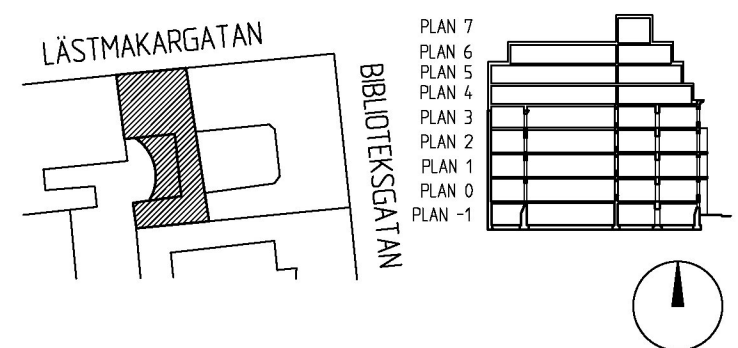 LÄSTMAKARGATAN
BIBLIOTEKSGATAN
PLAN 7
PLAN 6
PLAN 5
PLAN 4
PLAN 3
PLAN 2
PLAN 1
PLAN 0
PLAN -1